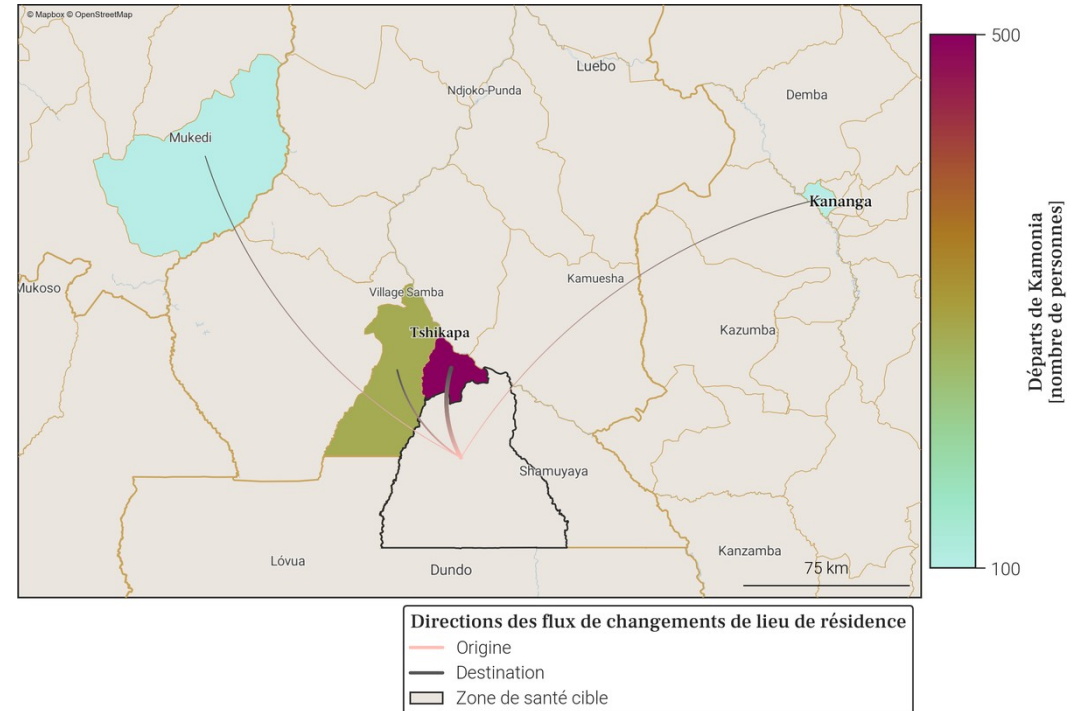 © Mapbox © OpenStreetMap
Luebo
Ndjoko-Punda
Demba
Mukedi
Kananga
Kamuesha
Mukoso
Village Samba
Tshikapa
Kazumba
Shamuyaya
Lóvua
Dundo
Kanzamba
75 km
500
100
Départs de Kamonia
[nombre de personnes]
Directions des flux de changements de lieu de résidence
Origine
Destination
Zone de santé cible